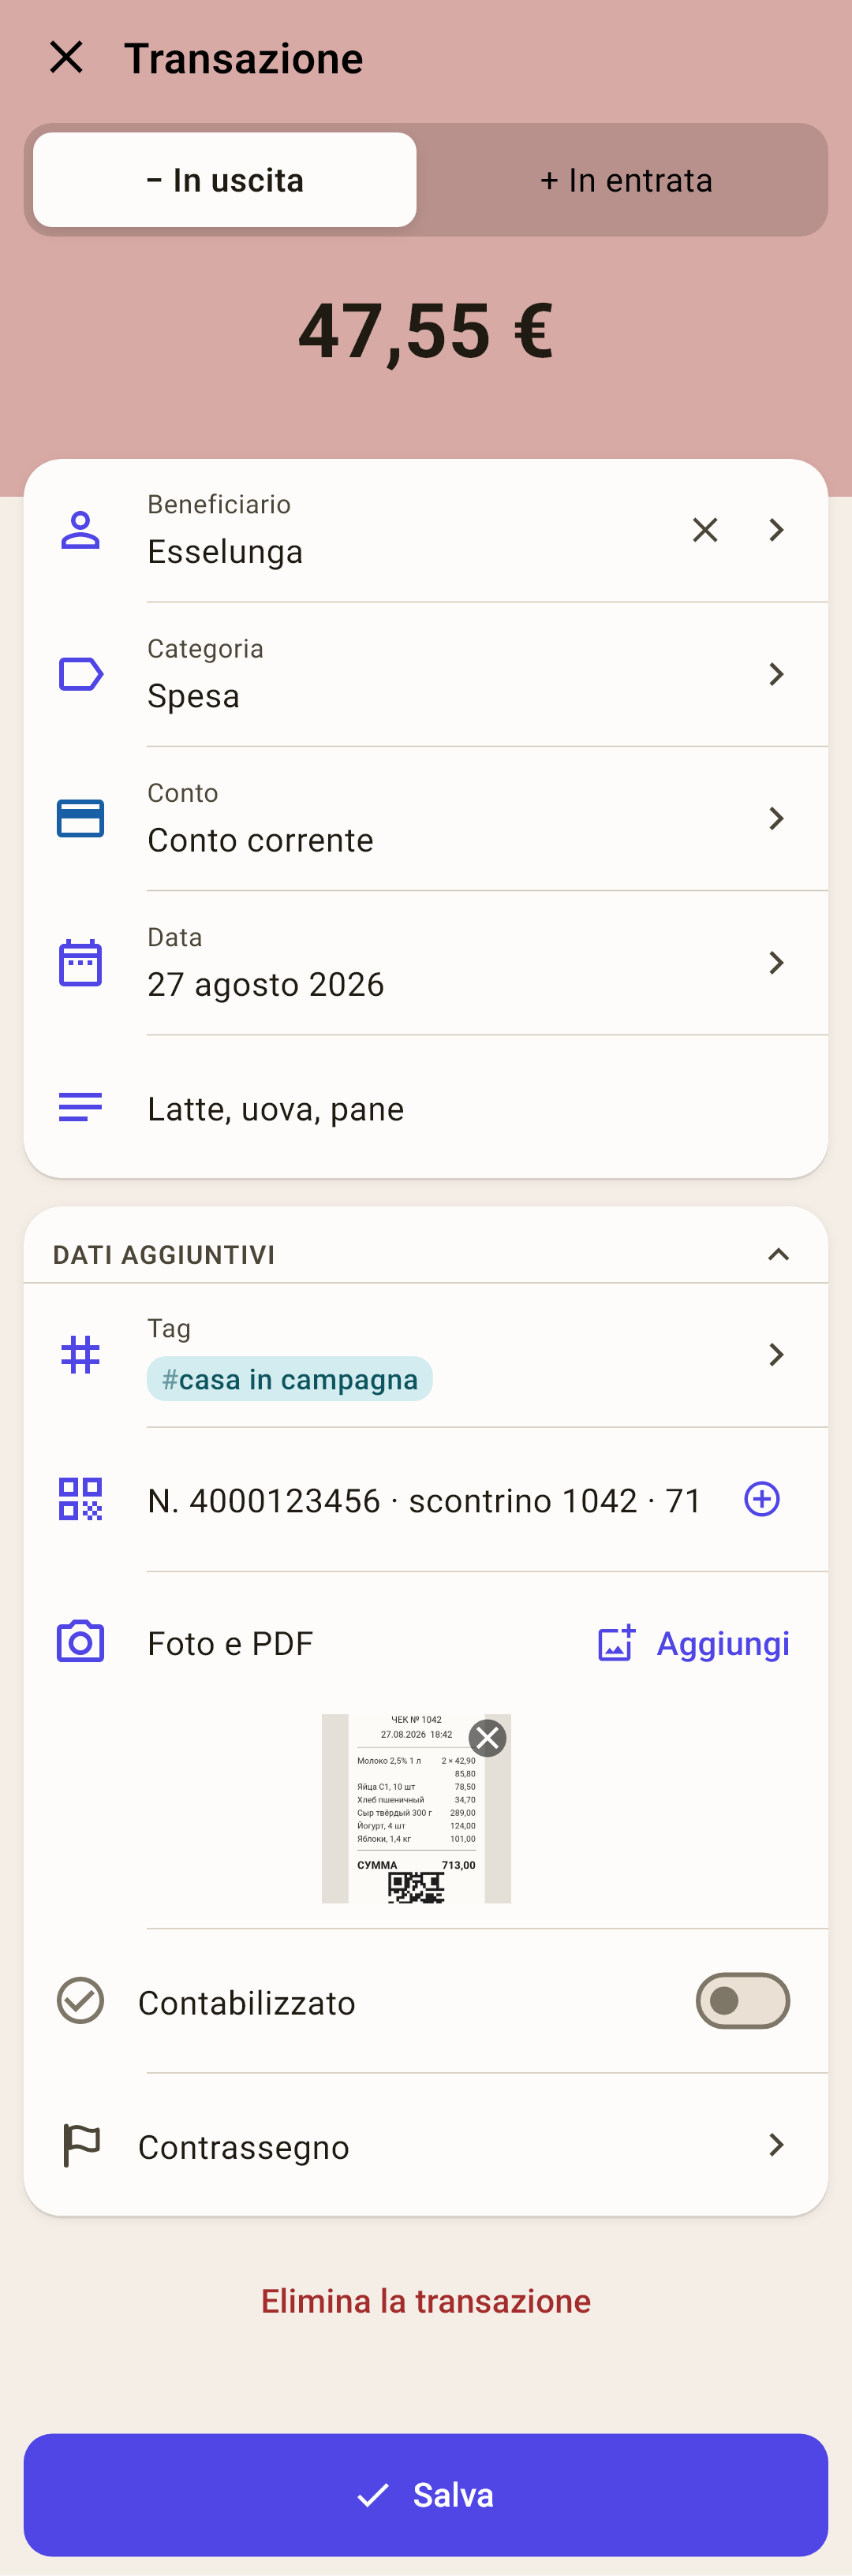 Transazione
− In uscita
+ In entrata
47,55 €
Beneficiario
Esselunga
Categoria
Spesa
Conto
Conto corrente
Data
27 agosto 2026
Latte, uova, pane
DATI AGGIUNTIVI
Tag
#casa in campagna
N. 4000123456 · scontrino 1042 · 71
Foto e PDF
Aggiungi
ЧЕК № 1042
27.08.2026 18:42
Молоко 2,5% 1 л 2 × 42,90
85,80
Яйца С1, 10 шт 78,50
Хлеб пшеничный 34,70
Сыр твёрдый 300 г 289,00
Йогурт, 4 шт 124,00
Яблоки, 1,4 кг 101,00
СУММА 713,00
Contabilizzato
Contrassegno
Elimina la transazione
Salva